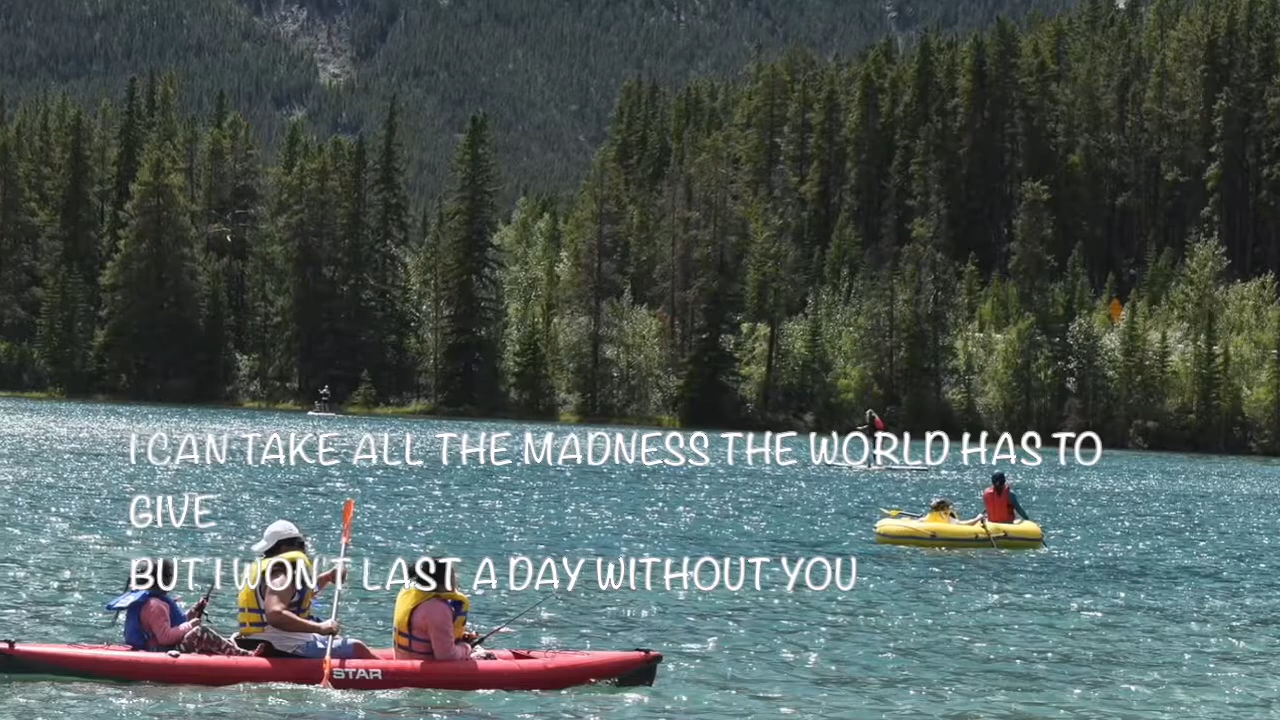 I CAN TAKE ALL THE MADNESS THE WORLD HAS TO
GIVE
BUT I WON'T LAST A DAY WITHOUT YOU
STAR